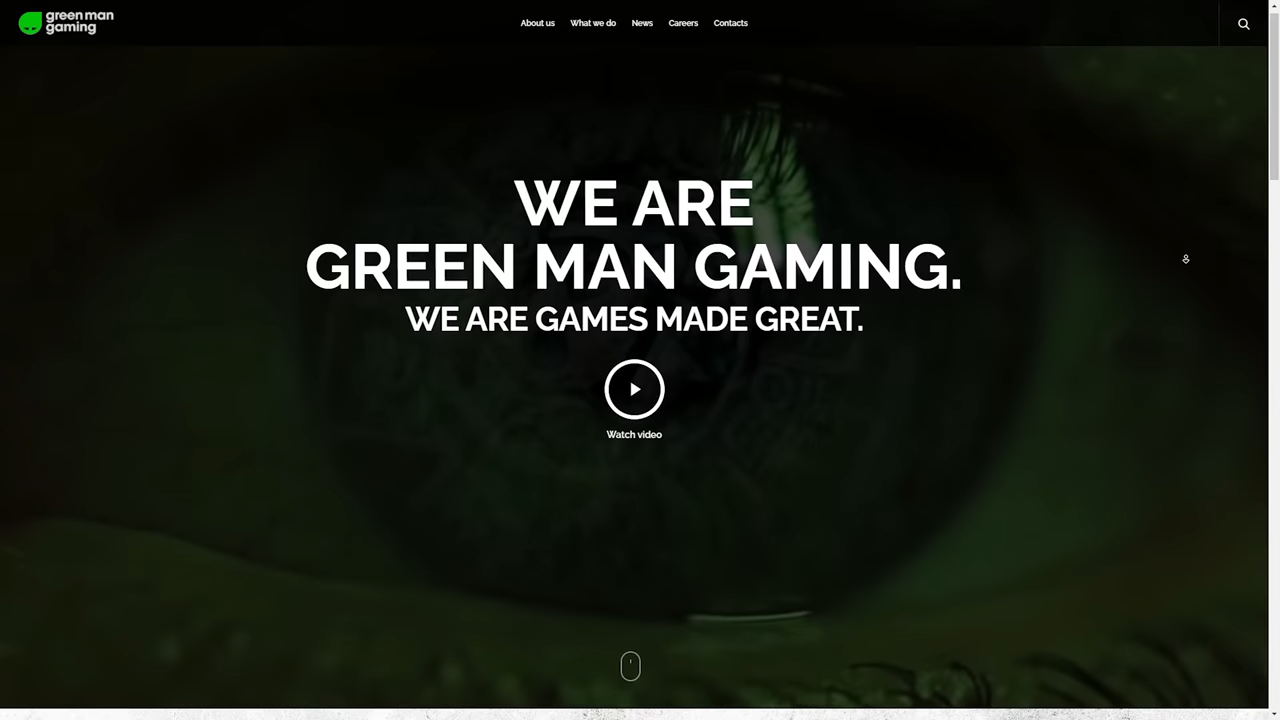 green man
gaming
About us
What we do
News
Careers
Contacts
WE ARE
GREEN MAN GAMING.
WE ARE GAMES MADE GREAT.
Watch video